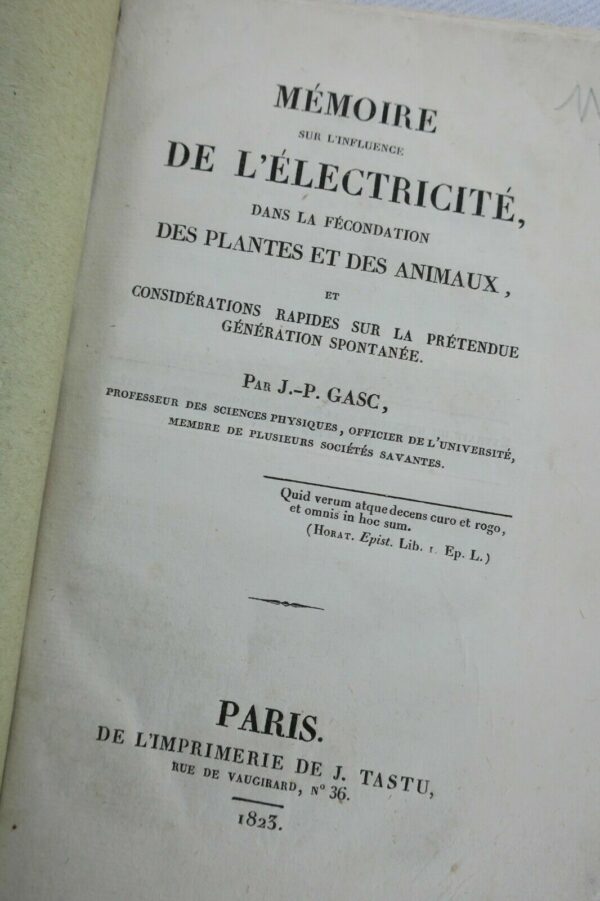 MÉMOIRE
SUR L'INFLUENCE
DE L'ÉLECTRICITÉ,
DANS LA FÉCONDATION
DES PLANTES ET DES ANIMAUX,
ET
CONSIDÉRATIONS RAPIDES SUR LA PRÉTENDUE
GÉNÉRATION SPONTANÉE.
PAR J.-P. GASC,
PROFESSEUR DES SCIENCES PHYSIQUES, OFFICIER DE L'UNIVERSITÉ,
MEMBRE DE PLUSIEURS SOCIÉTÉS SAVANTES.
Quid verum atque decens curo et rogo,
et omnis in hoc sum.
(HORAT. Epist. Lib. 1. Ep. L.)
PARIS.
DE L'IMPRIMERIE DE J. TASTU,
RUE DE VAUGIRARD, N° 36.
1823.